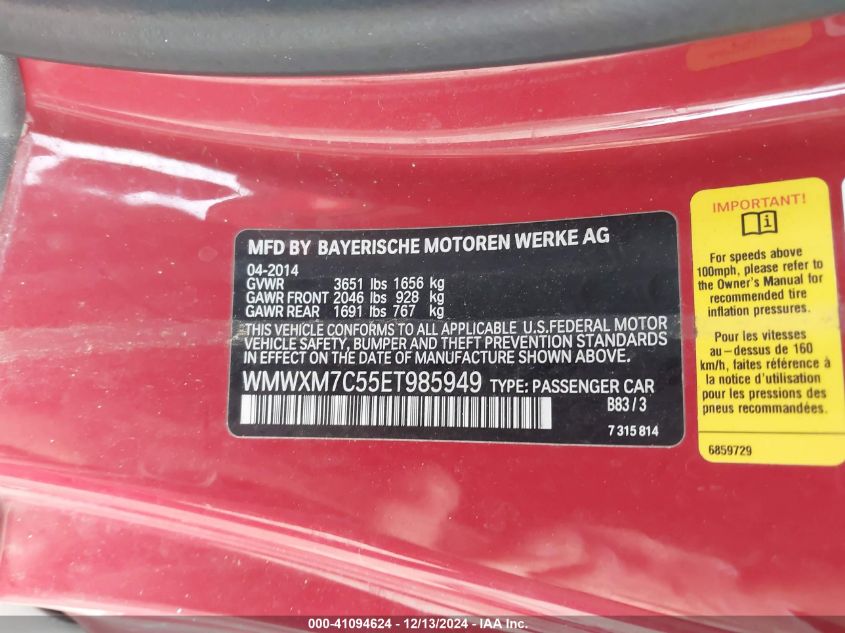 MFD BY BAYERISCHE MOTOREN WERKE AG
04-2014
GVWR 3651 lbs 1656 kg
GAWR FRONT 2046 lbs 928 kg
GAWR REAR 1691 lbs 767 kg
THIS VEHICLE CONFORMS TO ALL APPLICABLE U.S.FEDERAL MOTOR
VEHICLE SAFETY, BUMPER AND THEFT PREVENTION STANDARDS
IN EFFECT ON THE DATE OF MANUFACTURE SHOWN ABOVE.
WMWXM7C55ET985949 TYPE: PASSENGER CAR
B83/3
7 315 814
IMPORTANT!
For speeds above
100mph, please refer to
the Owner's Manual for
recommended tire
inflation pressures.
Pour les vitesses
au-dessus de 160
km/h, faites référence à
votre guide d'utilisateur
pour les pressions des
pneus recommandées.
6859729
000-41094624 - 12/13/2024 - © IAA Inc.